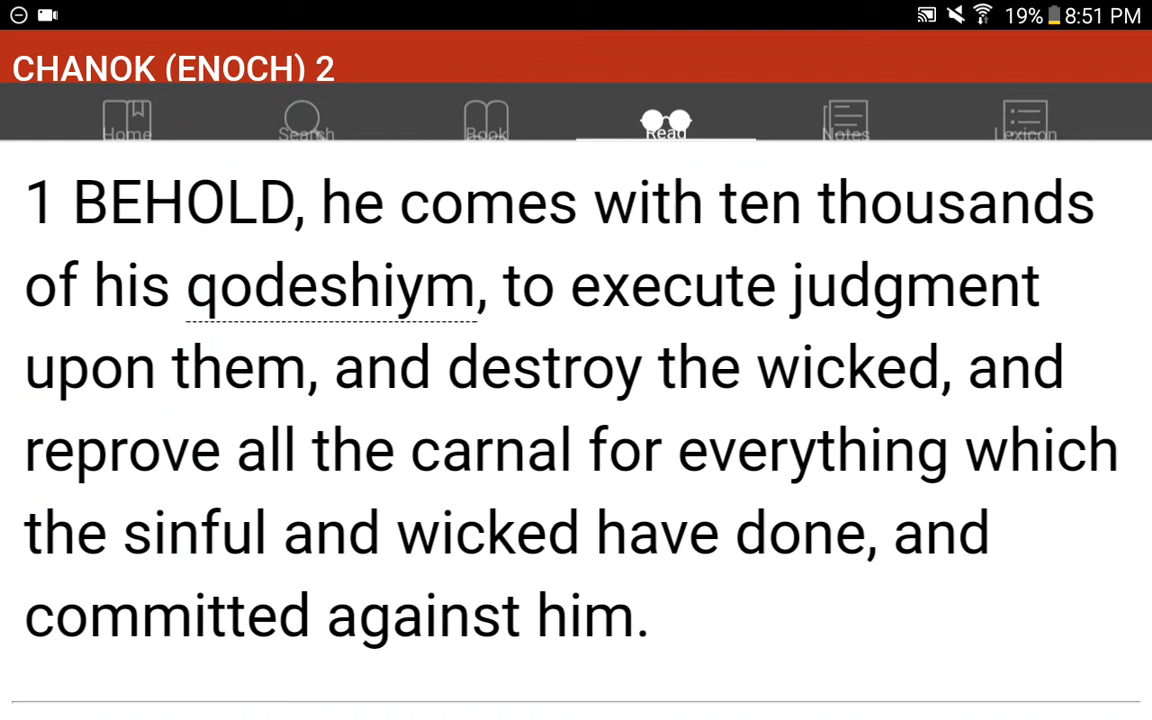 19% 8:51 PM
CHANOK (ENOCH) 2
Home Search Book Read Notes Lexicon
1 BEHOLD, he comes with ten thousands
of his qodeshiym, to execute judgment
upon them, and destroy the wicked, and
reprove all the carnal for everything which
the sinful and wicked have done, and
committed against him.